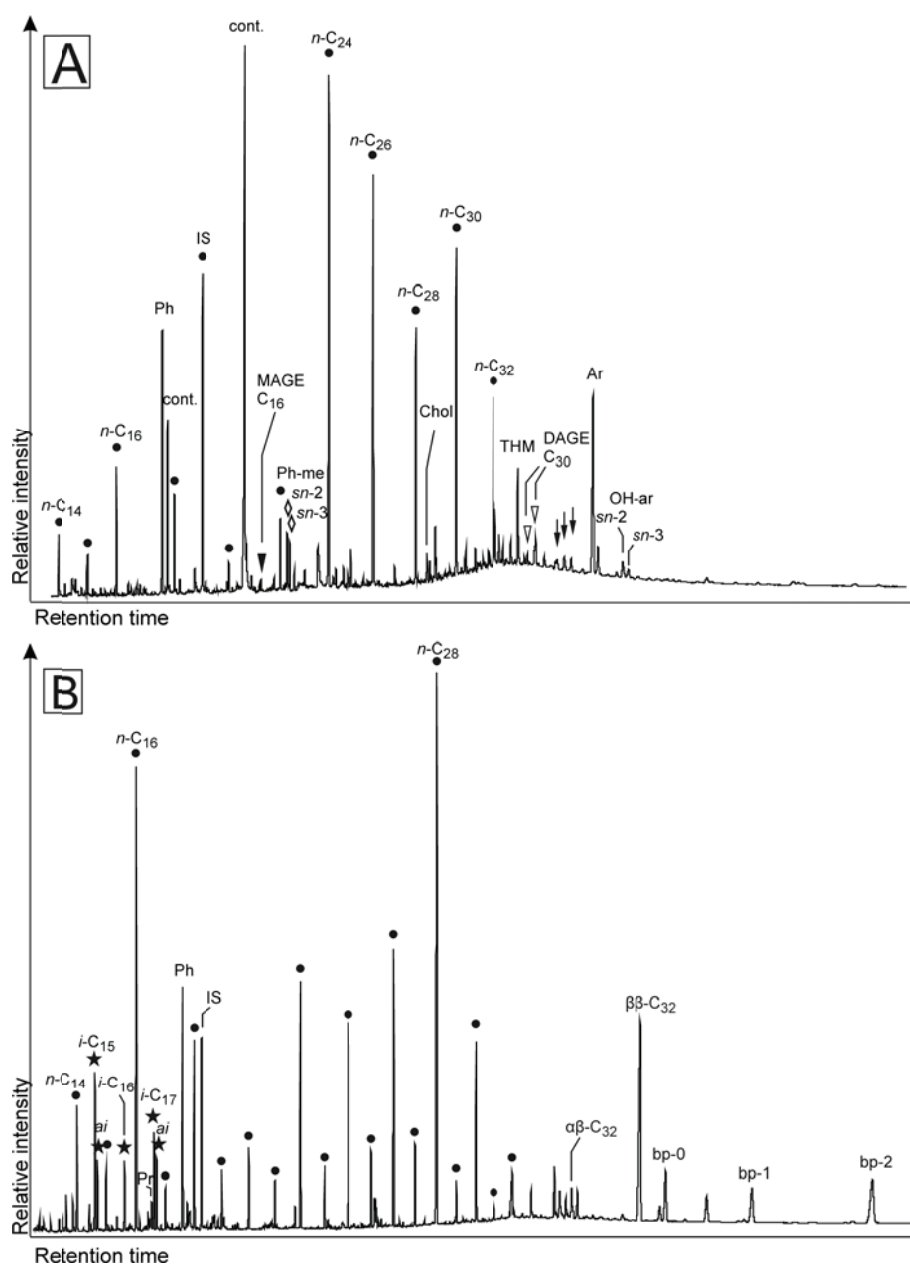 A
Relative intensity
n-C14
n-C16
Ph
cont.
IS
cont.
MAGE
C16
Ph-me
sn-2
sn-3
n-C24
n-C26
n-C28
Chol
n-C30
n-C32
THM
DAGE
C30
Ar
OH-ar
sn-2
sn-3
Retention time
B
Relative intensity
n-C14
i-C15
ai
i-C16
n-C16
Pr
i-C17
ai
Ph
IS
n-C28
αβ-C32
ββ-C32
bp-0
bp-1
bp-2
Retention time